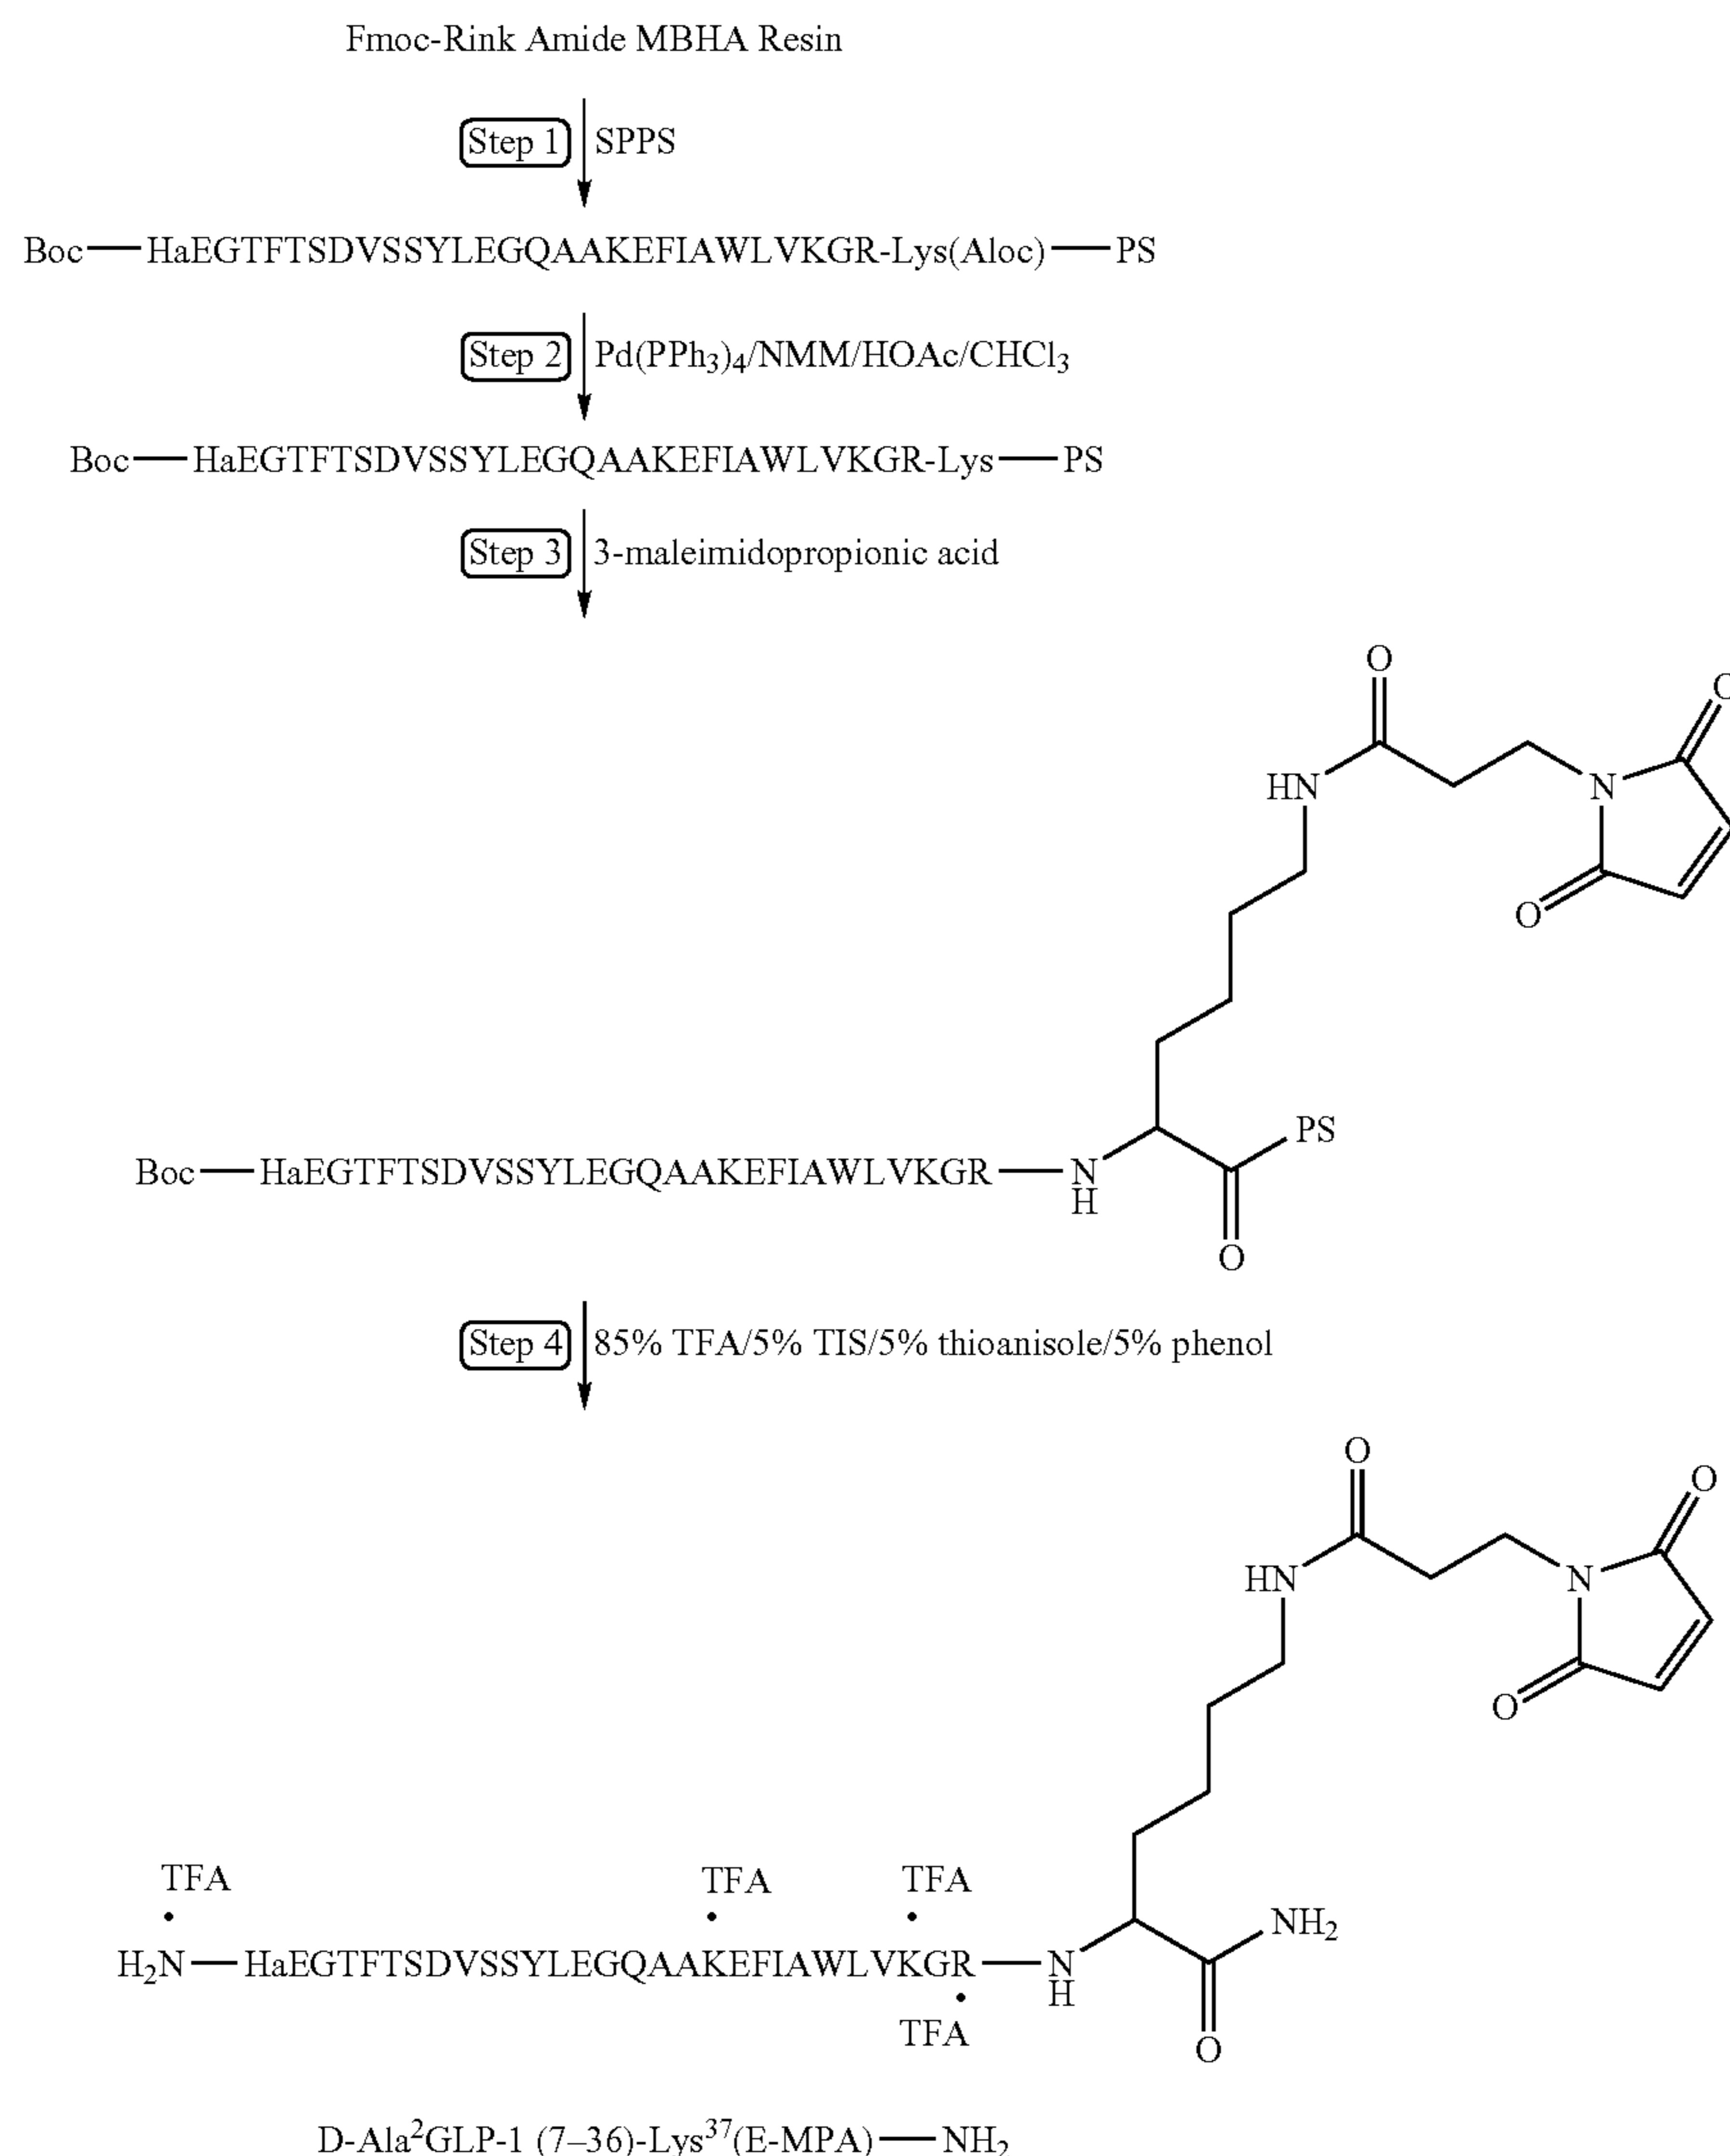 Fmoc-Rink Amide MBHA Resin
Step 1 SPPS
Boc—HaEGTFTSDVSSYLEGQAAKEFIAWLVKGR-Lys(Aloc)—PS
Step 2 Pd(PPh3)4/NMM/HOAc/CHCl3
Boc—HaEGTFTSDVSSYLEGQAAKEFIAWLVKGR-Lys—PS
Step 3 3-maleimidopropionic acid
O
O
HN
N
O
PS
Boc—HaEGTFTSDVSSYLEGQAAKEFIAWLVKGR—N
H
O
Step 4 85% TFA/5% TIS/5% thioanisole/5% phenol
O
O
HN
N
O
TFA TFA TFA
NH2
H2N—HaEGTFTSDVSSYLEGQAAKEFIAWLVKGR—N
H
TFA
O
D-Ala²GLP-1 (7–36)-Lys³⁷(E-MPA)—NH2